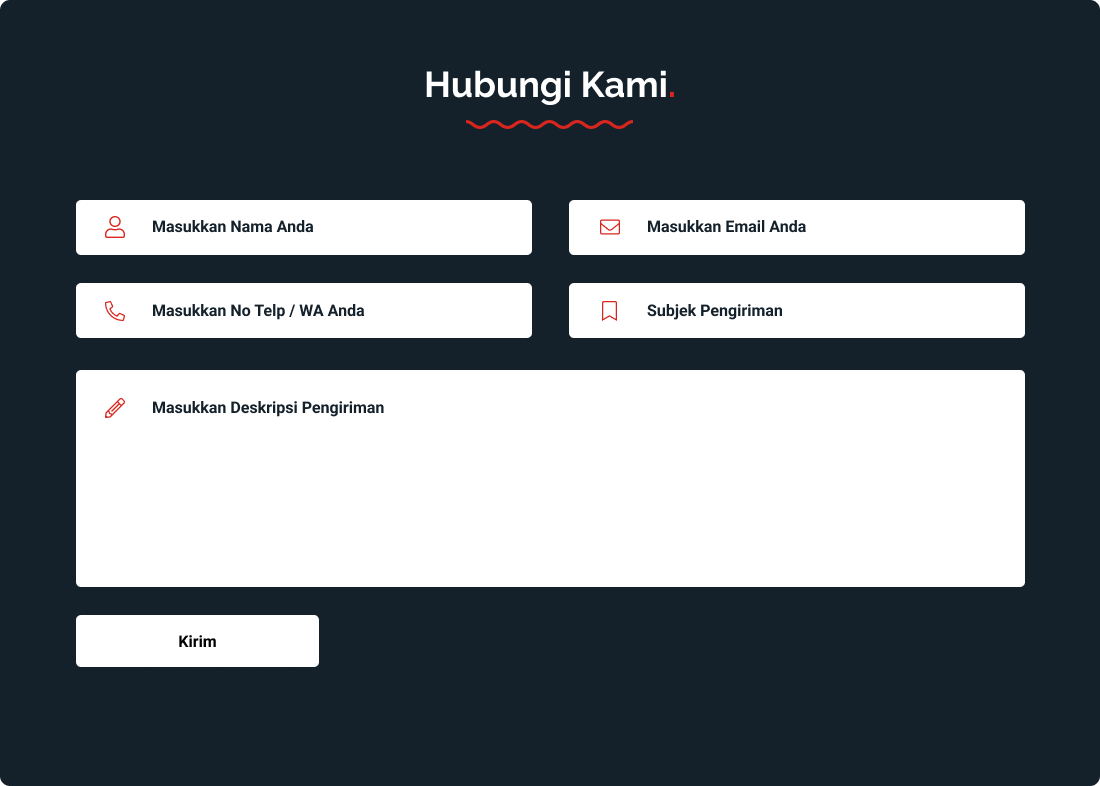 Hubungi Kami.
Masukkan Nama Anda
Masukkan Email Anda
Masukkan No Telp / WA Anda
Subjek Pengiriman
Masukkan Deskripsi Pengiriman
Kirim